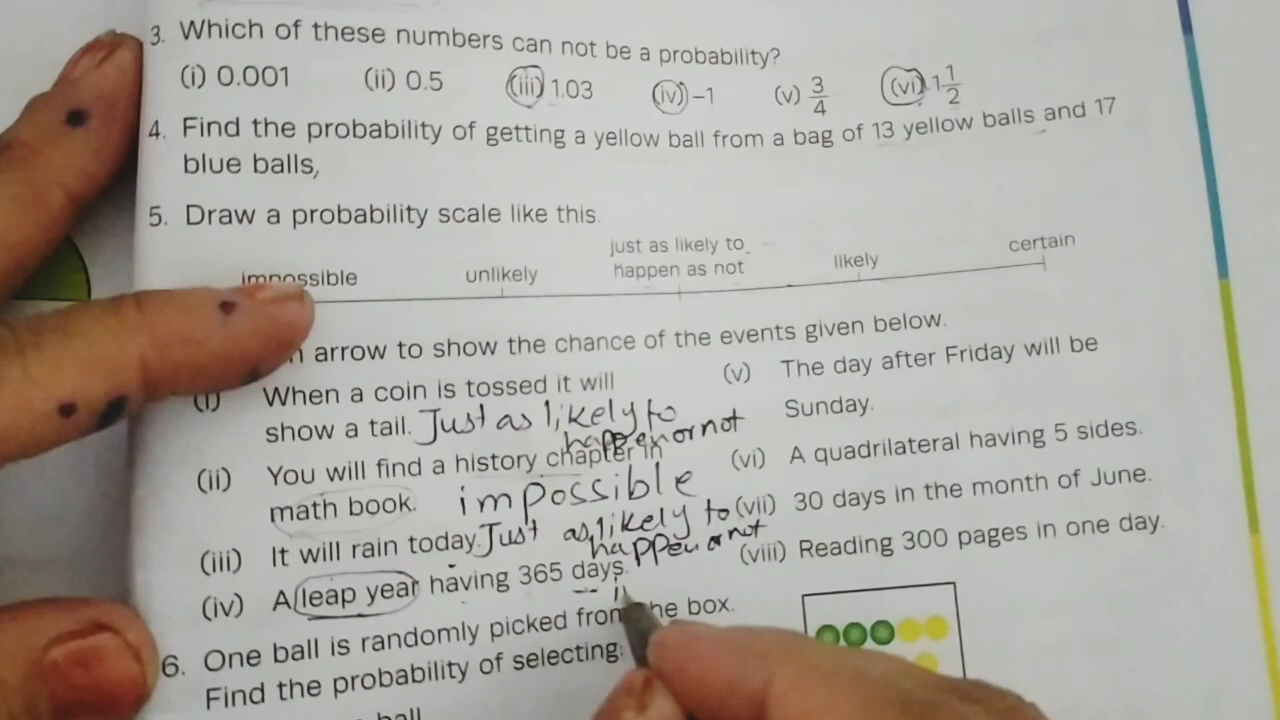 3. Which of these numbers can not be a probability?
(i) 0.001 (ii) 0.5 (iii) 1.03 (iv) -1 (v) 3/4 (vi) 1 1/2
4. Find the probability of getting a yellow ball from a bag of 13 yellow balls and 17
blue balls,
5. Draw a probability scale like this.
impossible unlikely just as likely to happen as not likely certain
arrow to show the chance of the events given below.
(i) When a coin is tossed it will
show a tail. Just as likely to
happen or not
(ii) You will find a history chapter in
math book. impossible
(iii) It will rain today. Just as likely to
happen or not
(iv) A leap year having 365 days.
(v) The day after Friday will be
Sunday.
(vi) A quadrilateral having 5 sides.
(vii) 30 days in the month of June.
(viii) Reading 300 pages in one day.
6. One ball is randomly picked from the box.
Find the probability of selecting:
ball